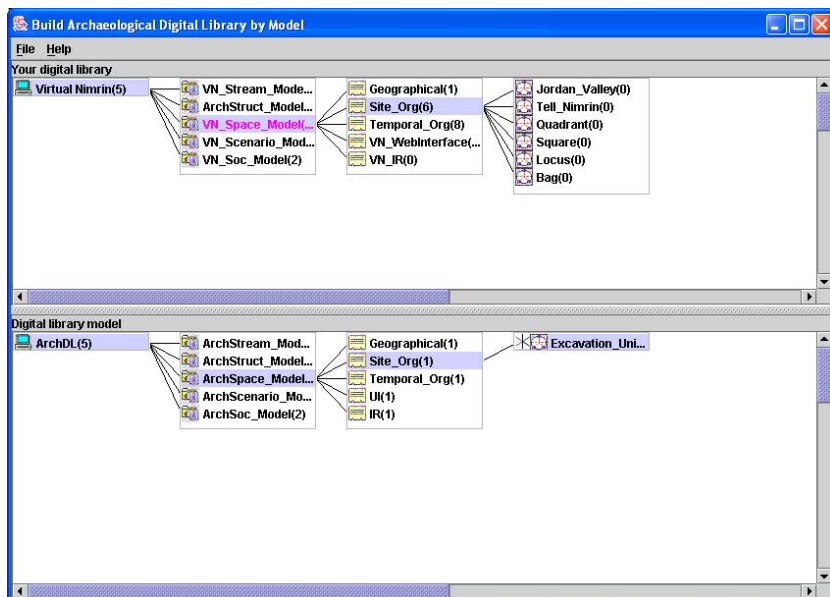 Build Archaeological Digital Library by Model
File Help
Your digital library
Virtual Nimrin(5)
VN_Stream_Mode...
ArchStruct_Model...
VN_Space_Model(...
VN_Scenario_Mod...
VN_Soc_Model(2)
Geographical(1)
Site_Org(6)
Temporal_Org(8)
VN_WebInterface(...
VN_IR(0)
Jordan_Valley(0)
Tell_Nimrin(0)
Quadrant(0)
Square(0)
Locus(0)
Bag(0)
Digital library model
ArchDL(5)
ArchStream_Mod...
ArchStruct_Model...
ArchSpace_Model...
ArchScenario_Mo...
ArchSoc_Model(2)
Geographical(1)
Site_Org(1)
Temporal_Org(1)
UI(1)
IR(1)
Excavation_Uni...